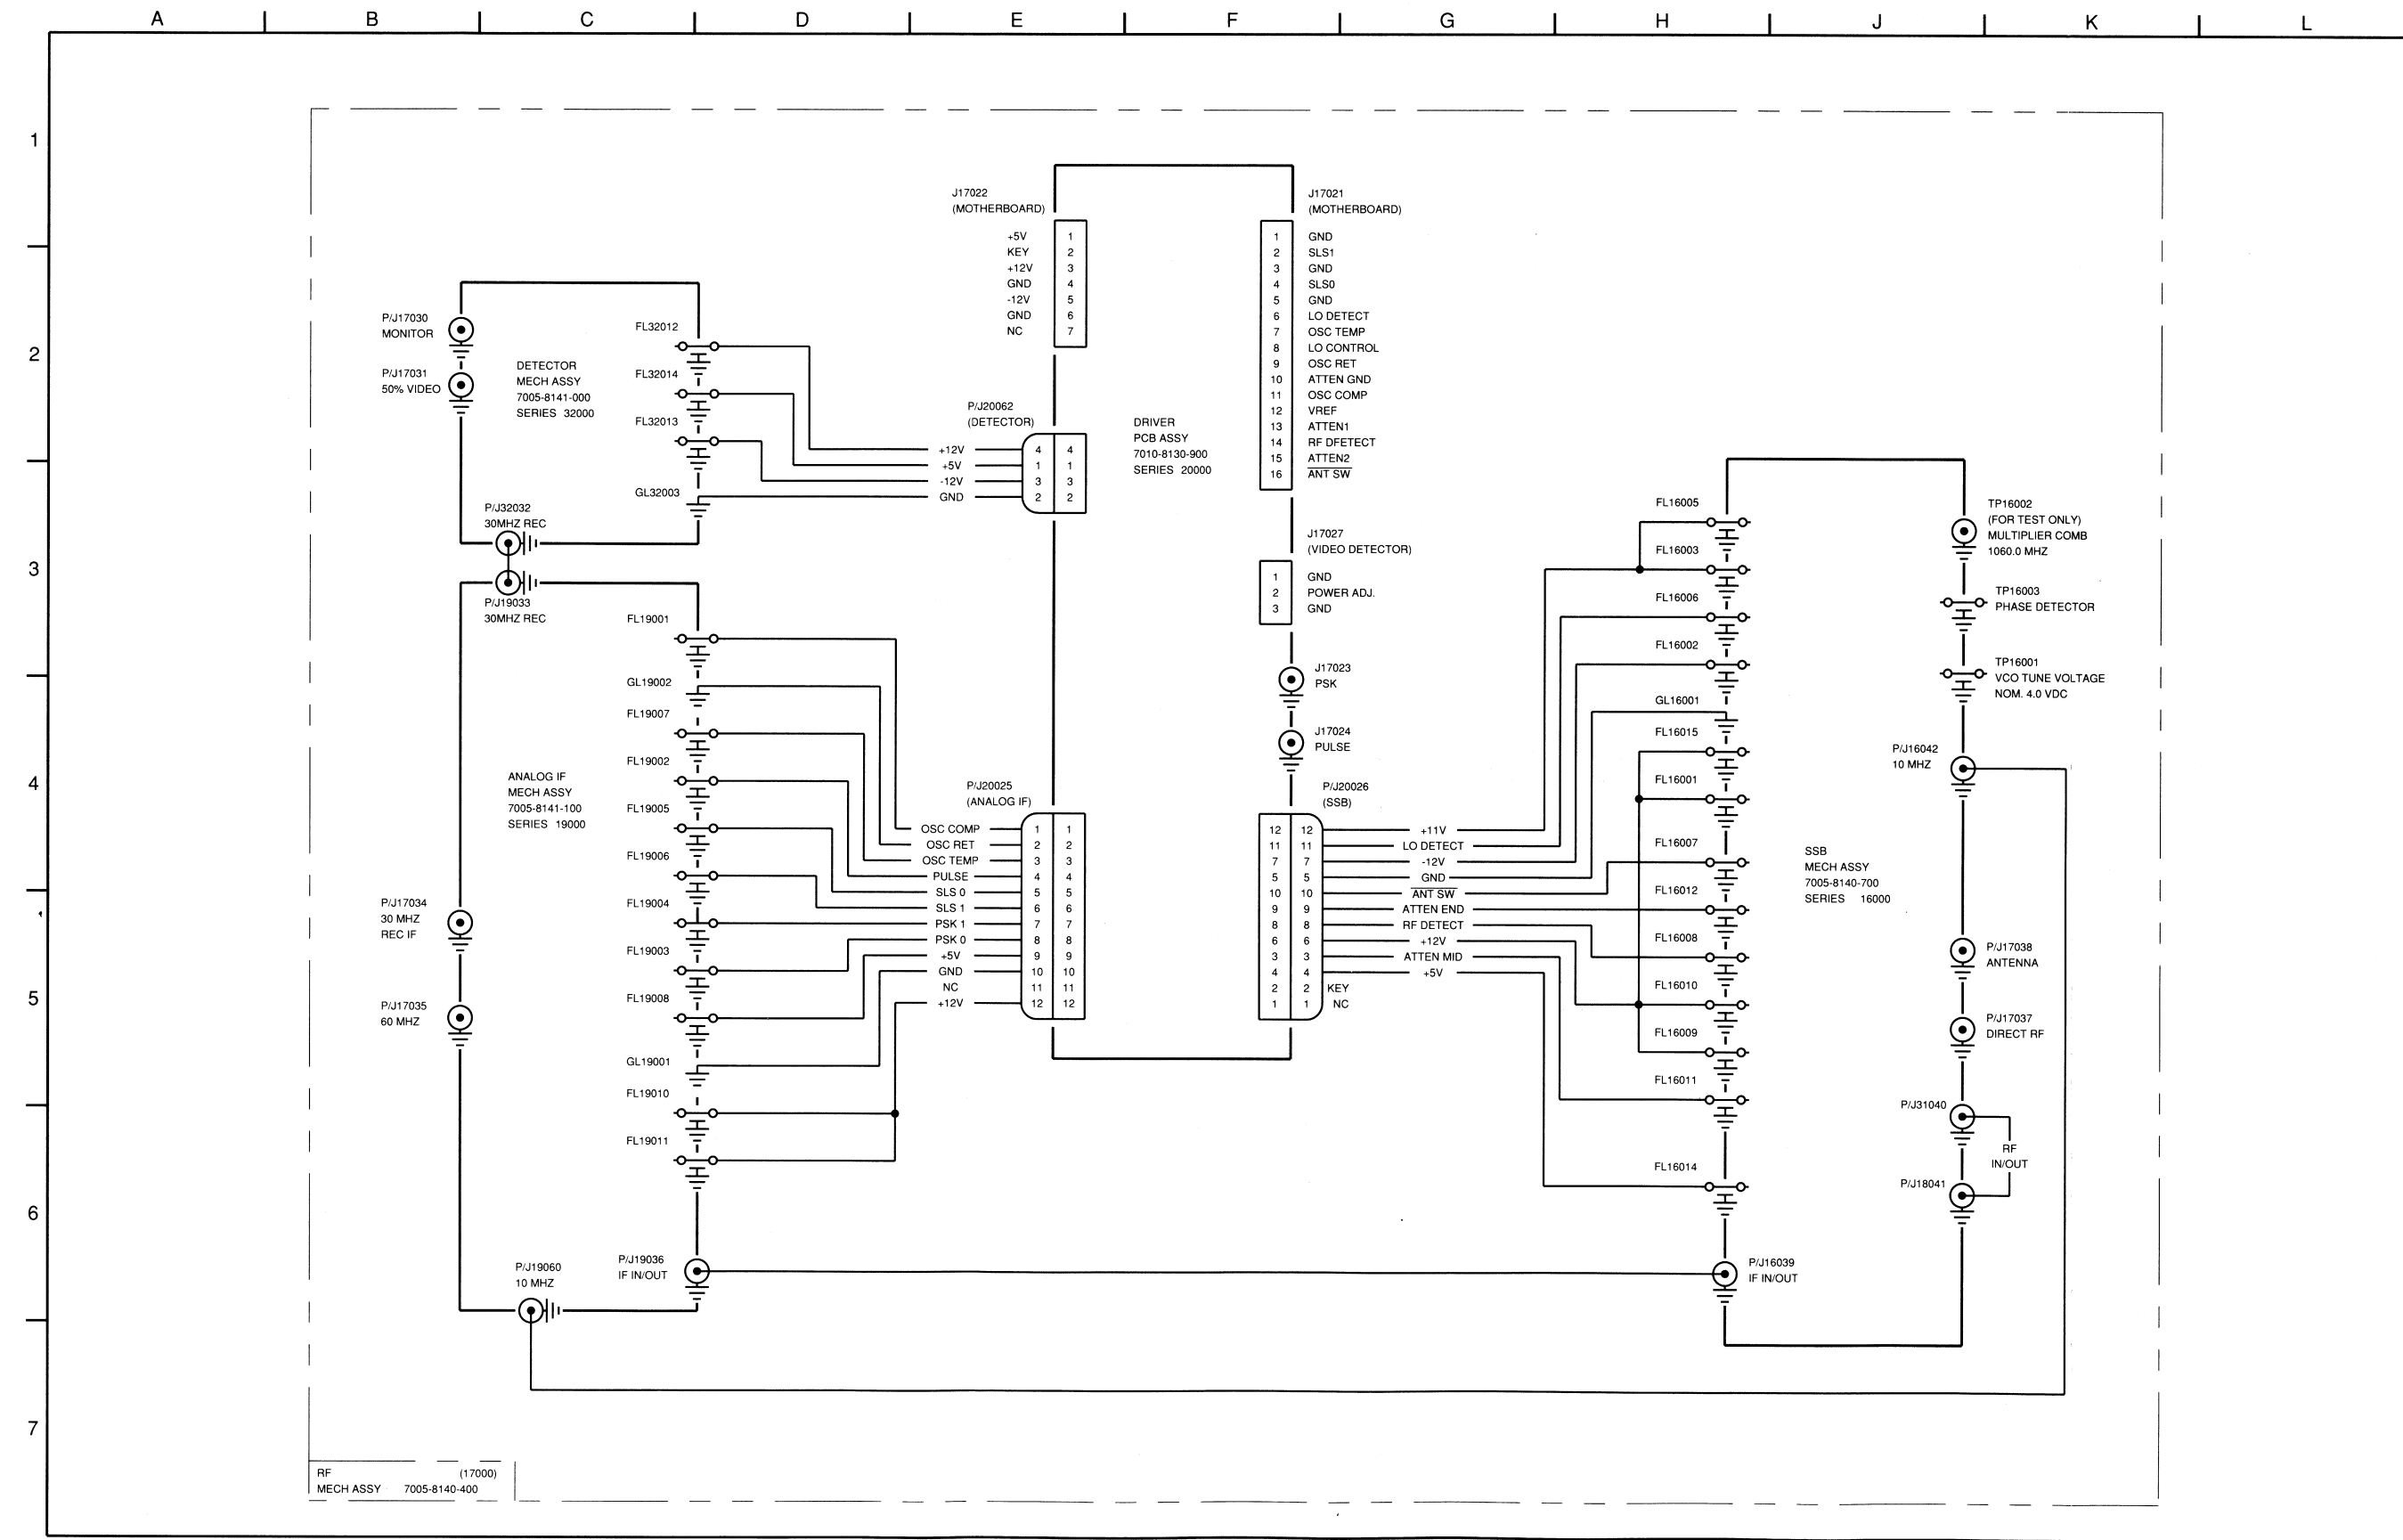 A B C D E F G H J K L
1
2
3
4
5
6
7
J17022
(MOTHERBOARD)
+5V 1
KEY 2
+12V 3
GND 4
-12V 5
GND 6
NC 7
J17021
(MOTHERBOARD)
1 GND
2 SLS1
3 GND
4 SLS0
5 GND
6 LO DETECT
7 OSC TEMP
8 LO CONTROL
9 OSC RET
10 ATTEN GND
11 OSC COMP
12 VREF
13 ATTEN1
14 RF DFETECT
15 ATTEN2
16 ANT SW
P/J17030
MONITOR
P/J17031
50% VIDEO
DETECTOR
MECH ASSY
7005-8141-000
SERIES 32000
FL32012
FL32014
FL32013
GL32003
P/J32032
30MHZ REC
P/J20062
(DETECTOR)
+12V 4 4
+5V 1 1
-12V 3 3
GND 2 2
DRIVER
PCB ASSY
7010-8130-900
SERIES 20000
J17027
(VIDEO DETECTOR)
1 GND
2 POWER ADJ.
3 GND
J17023
PSK
J17024
PULSE
P/J19033
30MHZ REC
FL19001
GL19002
FL19007
FL19002
FL19005
FL19006
FL19004
FL19003
FL19008
GL19001
FL19010
FL19011
ANALOG IF
MECH ASSY
7005-8141-100
SERIES 19000
P/J17034
30 MHZ
REC IF
P/J17035
60 MHZ
P/J19060
10 MHZ
P/J19036
IF IN/OUT
P/J20025
(ANALOG IF)
OSC COMP 1 1
OSC RET 2 2
OSC TEMP 3 3
PULSE 4 4
SLS 0 5 5
SLS 1 6 6
PSK 1 7 7
PSK 0 8 8
+5V 9 9
GND 10 10
NC 11 11
+12V 12 12
P/J20026
(SSB)
12 12 +11V
11 11 LO DETECT
7 7 -12V
5 5 GND
10 10 ANT SW
9 9 ATTEN END
8 8 RF DETECT
6 6 +12V
3 3 ATTEN MID
4 4 +5V
2 2 KEY
1 1 NC
FL16005
FL16003
FL16006
FL16002
GL16001
FL16015
FL16001
FL16007
FL16012
FL16008
FL16010
FL16009
FL16011
FL16014
P/J16039
IF IN/OUT
SSB
MECH ASSY
7005-8140-700
SERIES 16000
TP16002
(FOR TEST ONLY)
MULTIPLIER COMB
1060.0 MHZ
TP16003
PHASE DETECTOR
TP16001
VCO TUNE VOLTAGE
NOM. 4.0 VDC
P/J16042
10 MHZ
P/J17038
ANTENNA
P/J17037
DIRECT RF
P/J31040
RF
IN/OUT
P/J18041
RF (17000)
MECH ASSY 7005-8140-400